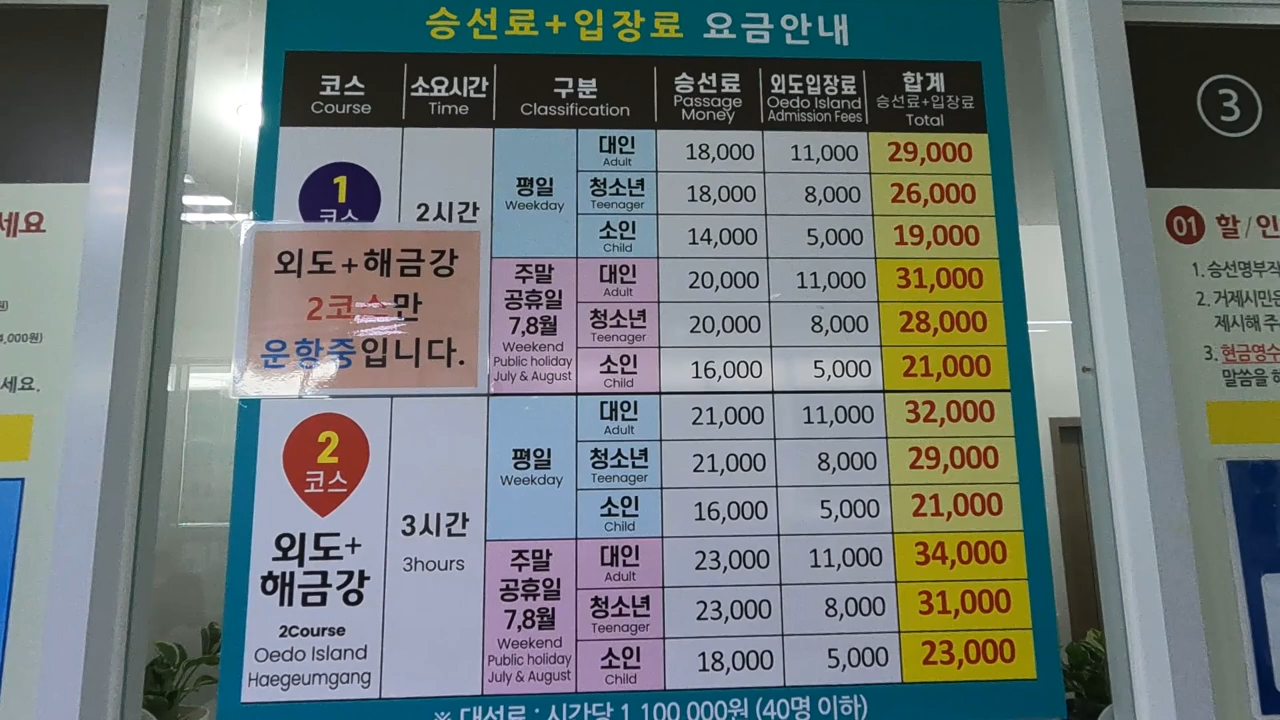 승선료+입장료 요금안내
코스 소요시간 구분 승선료 외도입장료 합계
Course Time Classification Passage Money Oedo Island Admission Fees 승선료+입장료 Total
1
코스
2시간
평일
Weekday
대인 18,000 11,000 29,000
Adult
청소년 18,000 8,000 26,000
Teenager
소인 14,000 5,000 19,000
Child
주말
공휴일
7,8월
Weekend
Public holiday
July & August
대인 20,000 11,000 31,000
Adult
청소년 20,000 8,000 28,000
Teenager
소인 16,000 5,000 21,000
Child
외도+해금강
2코스만
운항중입니다.
2
코스
외도+
해금강
2Course
Oedo Island
Haegeumgang
3시간
3hours
평일
Weekday
대인 21,000 11,000 32,000
Adult
청소년 21,000 8,000 29,000
Teenager
소인 16,000 5,000 21,000
Child
주말
공휴일
7,8월
Weekend
Public holiday
July & August
대인 23,000 11,000 34,000
Adult
청소년 23,000 8,000 31,000
Teenager
소인 18,000 5,000 23,000
Child
※ 대선료 : 시간당 1,100,000원 (40명 이하)
세요
,000원)
세요.
3
01 할/인
1. 승선명부작
2. 거제시민은
제시해 주
3. 현금영수
말씀을 해